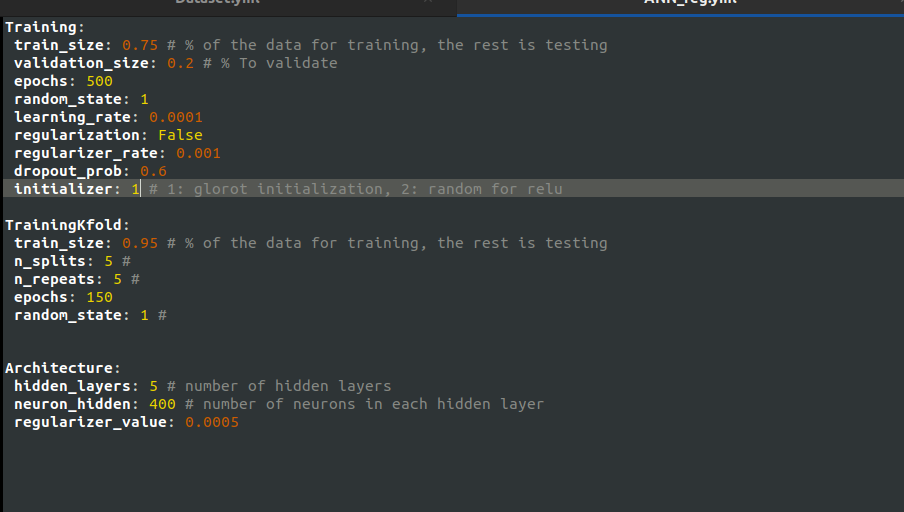 Dataset.yml ANN_reg.yml
Training:
train_size: 0.75 # % of the data for training, the rest is testing
validation_size: 0.2 # % To validate
epochs: 500
random_state: 1
learning_rate: 0.0001
regularization: False
regularizer_rate: 0.001
dropout_prob: 0.6
initializer: 1 # 1: glorot initialization, 2: random for relu
TrainingKfold:
train_size: 0.95 # % of the data for training, the rest is testing
n_splits: 5 #
n_repeats: 5 #
epochs: 150
random_state: 1 #
Architecture:
hidden_layers: 5 # number of hidden layers
neuron_hidden: 400 # number of neurons in each hidden layer
regularizer_value: 0.0005